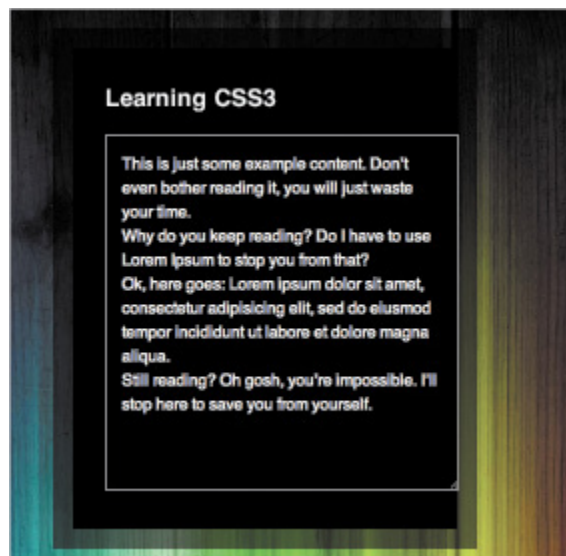 Learning CSS3
This is just some example content. Don't
even bother reading it, you will just waste
your time.
Why do you keep reading? Do I have to use
Lorem Ipsum to stop you from that?
Ok, here goes: Lorem ipsum dolor sit amet,
consectetur adipisicing elit, sed do eiusmod
tempor incididunt ut labore et dolore magna
aliqua.
Still reading? Oh gosh, you're impossible. I'll
stop here to save you from yourself.